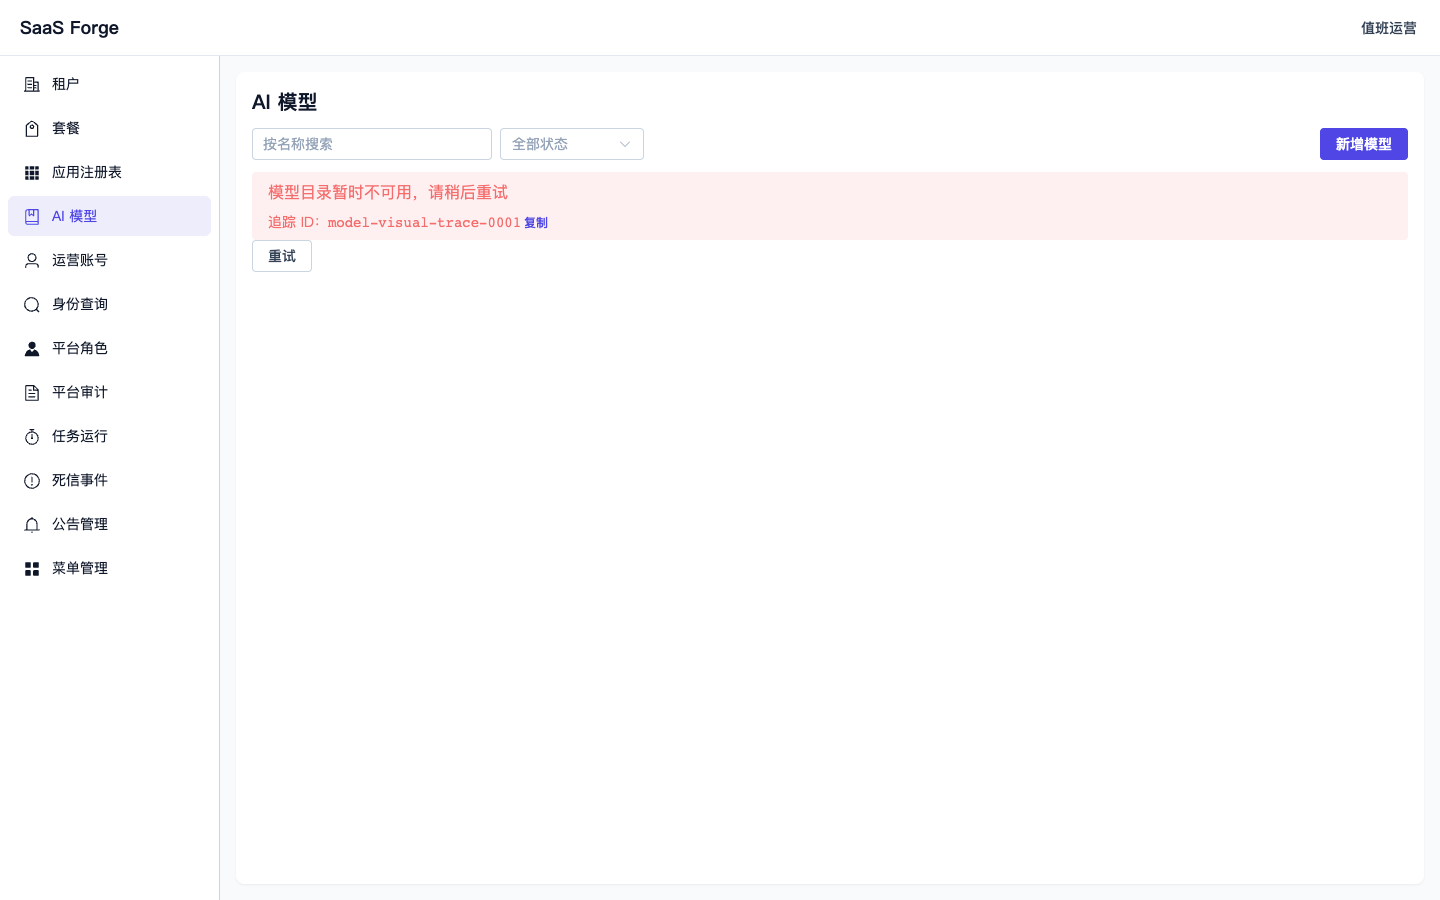 SaaS Forge
值班运营
租户
套餐
应用注册表
AI 模型
运营账号
身份查询
平台角色
平台审计
任务运行
死信事件
公告管理
菜单管理
AI 模型
按名称搜索
全部状态
新增模型
模型目录暂时不可用，请稍后重试
追踪 ID：model-visual-trace-0001 复制
重试